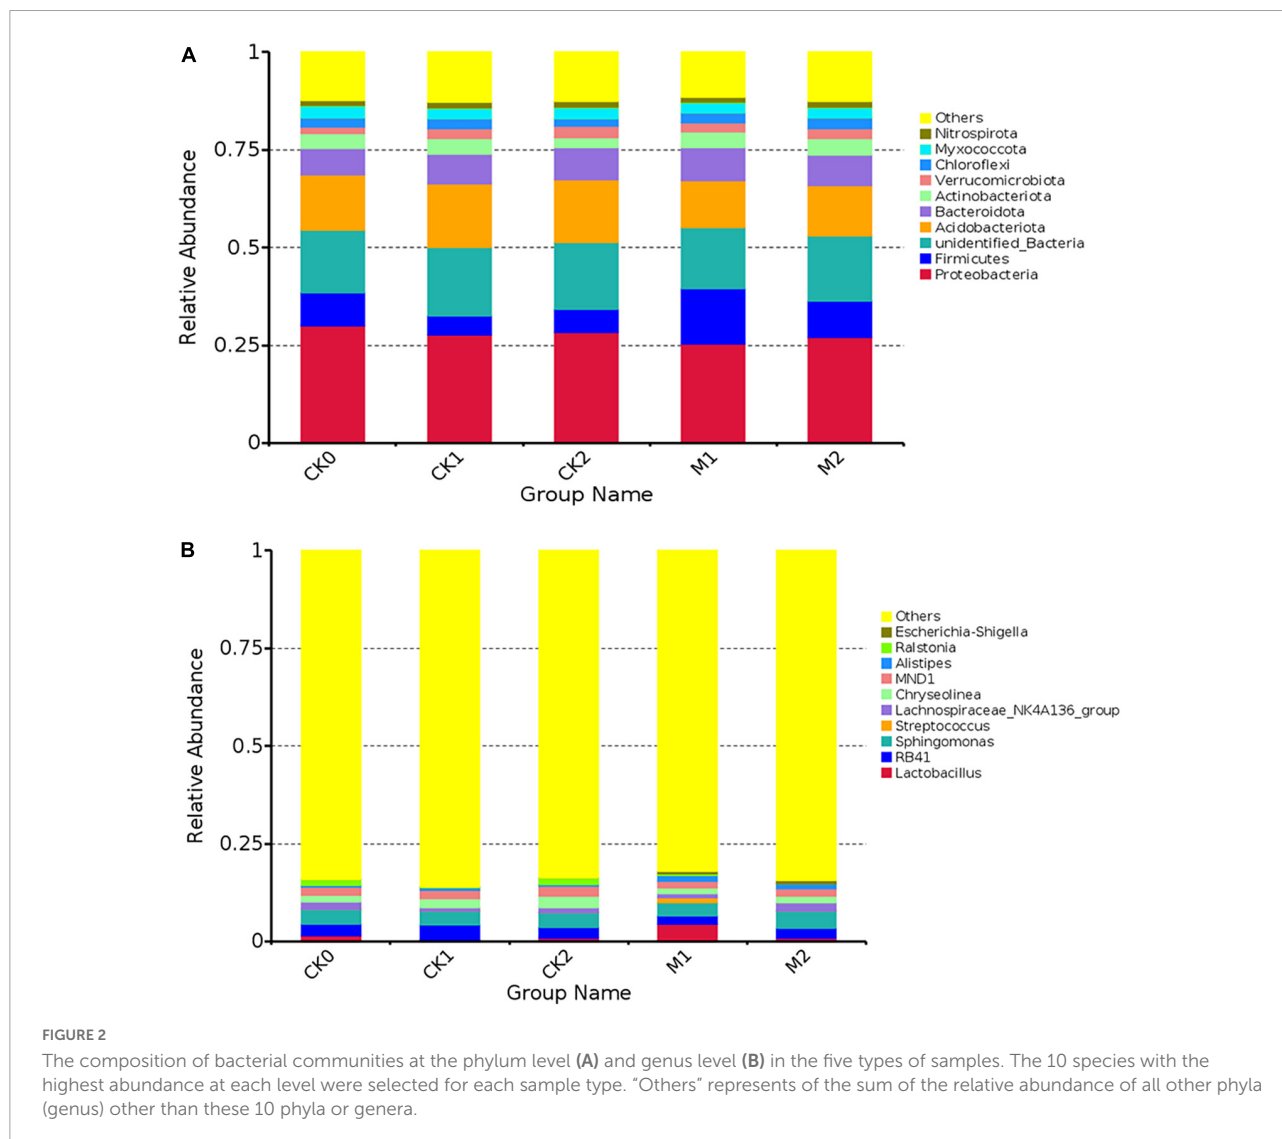 A
1
0.75
0.5
0.25
0
Relative Abundance
CK0
CK1
CK2
M1
M2
Group Name
Others
Nitrospirota
Myxococcota
Chloroflexi
Verrucomicrobiota
Actinobacteriota
Bacteroidota
Acidobacteriota
unidentified_Bacteria
Firmicutes
Proteobacteria
B
1
0.75
0.5
0.25
0
Relative Abundance
CK0
CK1
CK2
M1
M2
Group Name
Others
Escherichia-Shigella
Ralstonia
Alistipes
MND1
Chryseolinea
Lachnospiraceae_NK4A136_group
Streptococcus
Sphingomonas
RB41
Lactobacillus
FIGURE 2
The composition of bacterial communities at the phylum level (A) and genus level (B) in the five types of samples. The 10 species with the
highest abundance at each level were selected for each sample type. "Others" represents of the sum of the relative abundance of all other phyla
(genus) other than these 10 phyla or genera.